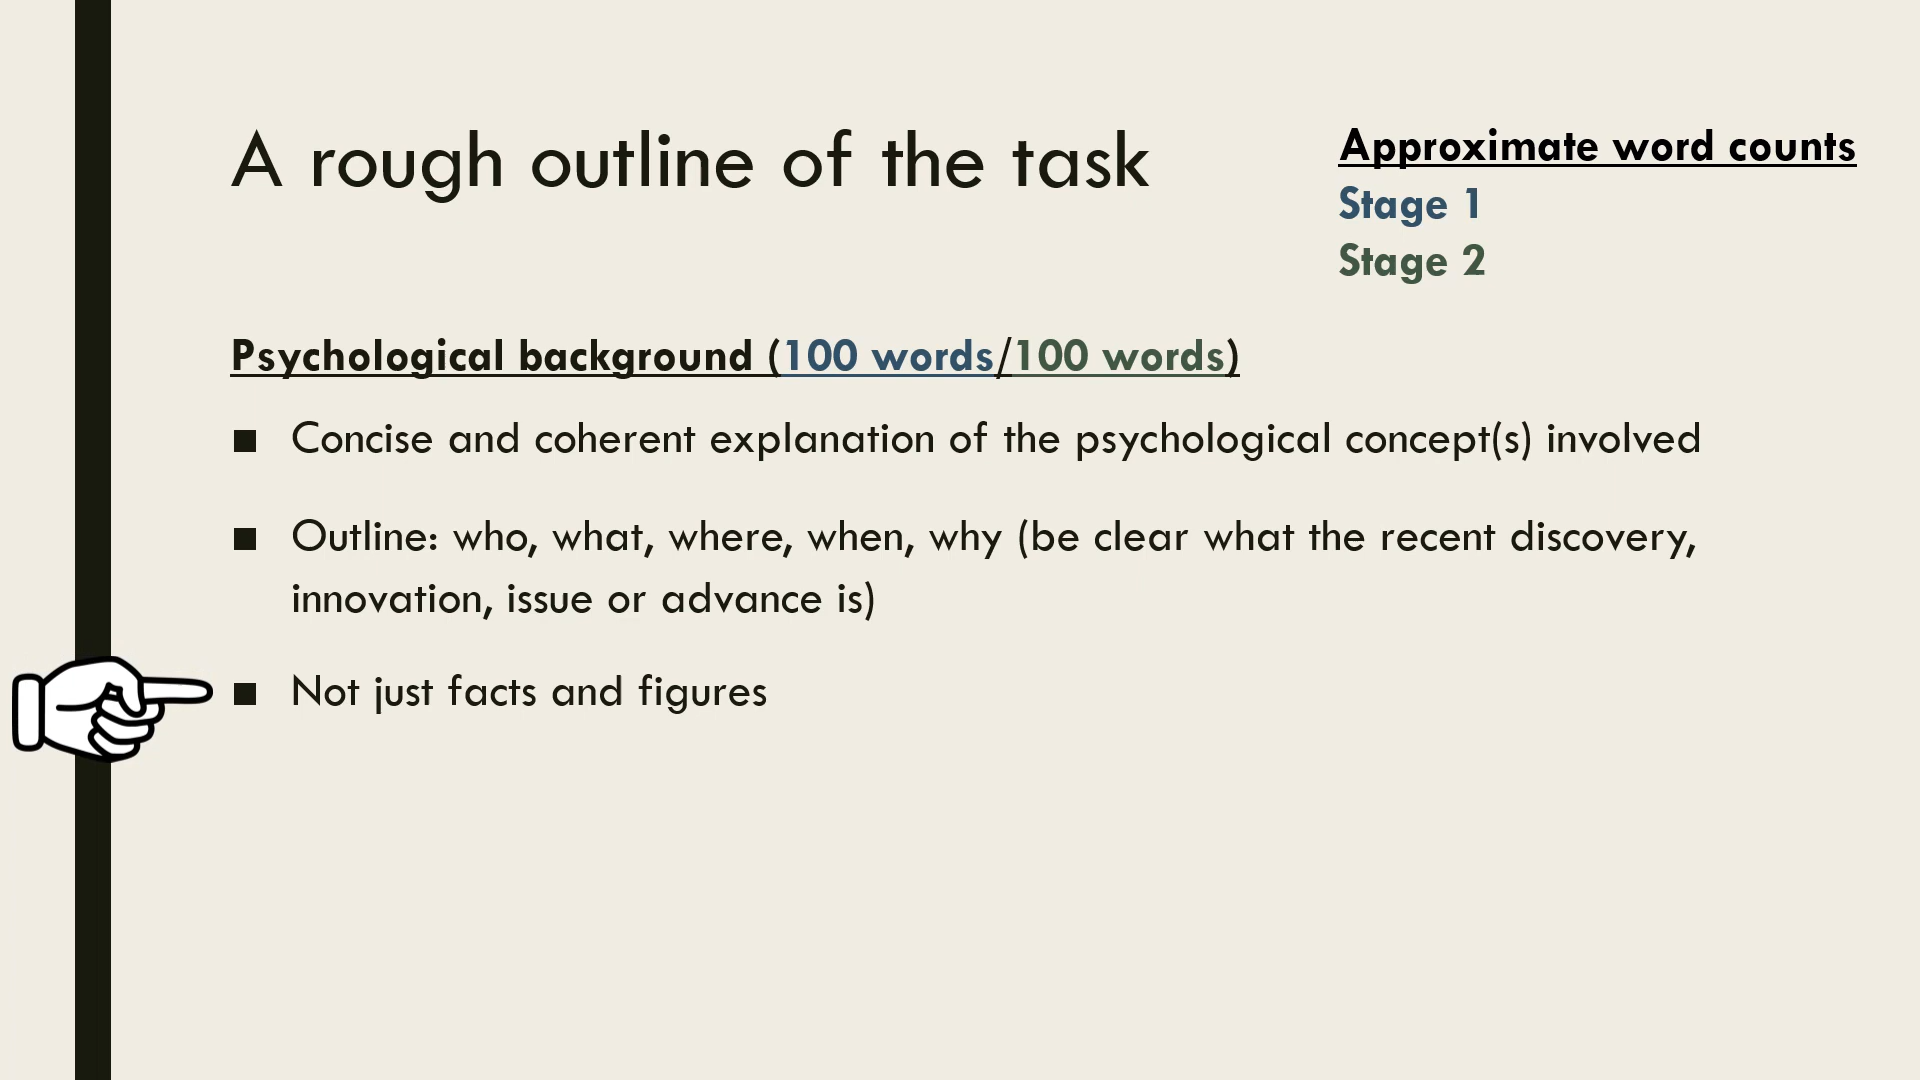 A rough outline of the task
Approximate word counts
Stage 1
Stage 2
Psychological background (100 words/100 words)
■ Concise and coherent explanation of the psychological concept(s) involved
■ Outline: who, what, where, when, why (be clear what the recent discovery,
innovation, issue or advance is)
■ Not just facts and figures